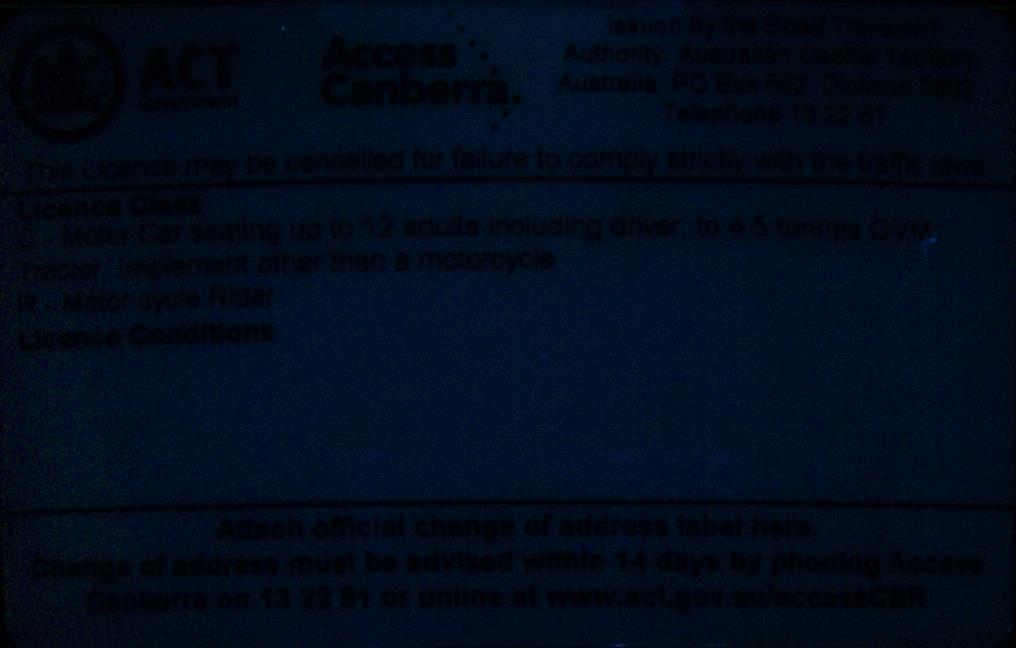 ACT
Government
Access
Canberra.
Issued by the Road Transport
Authority Australian Capital Territory
Australia PO Box 582 Dickson 2602
Telephone 13 22 81
This Licence may be cancelled for failure to comply strictly with the traffic laws.
Licence Class
C - Motor Car seating up to 12 adults including driver, to 4.5 tonnes GVM;
Tractor, Implement other than a motorcycle
R - Motor cycle Rider
Licence Conditions
Attach official change of address label here.
Change of address must be advised within 14 days by phoning Access
Canberra on 13 22 81 or online at www.act.gov.au/accessCBR